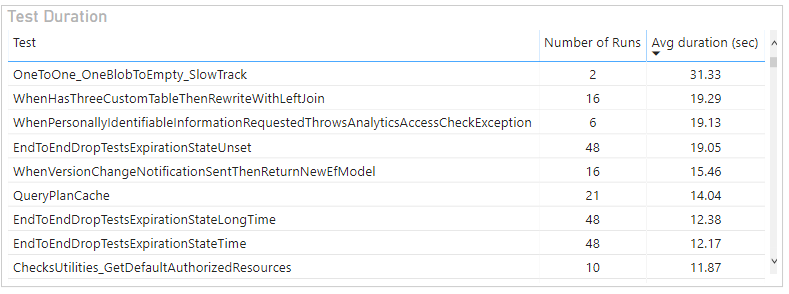 Test Duration
Test Number of Runs Avg duration (sec)
OneToOne_OneBlobToEmpty_SlowTrack 2 31.33
WhenHasThreeCustomTableThenRewriteWithLeftJoin 16 19.29
WhenPersonallyIdentifiableInformationRequestedThrowsAnalyticsAccessCheckException 6 19.13
EndToEndDropTestsExpirationStateUnset 48 19.05
WhenVersionChangeNotificationSentThenReturnNewEfModel 16 15.46
QueryPlanCache 21 14.04
EndToEndDropTestsExpirationStateLongTime 48 12.38
EndToEndDropTestsExpirationStateTime 48 12.17
ChecksUtilities_GetDefaultAuthorizedResources 10 11.87